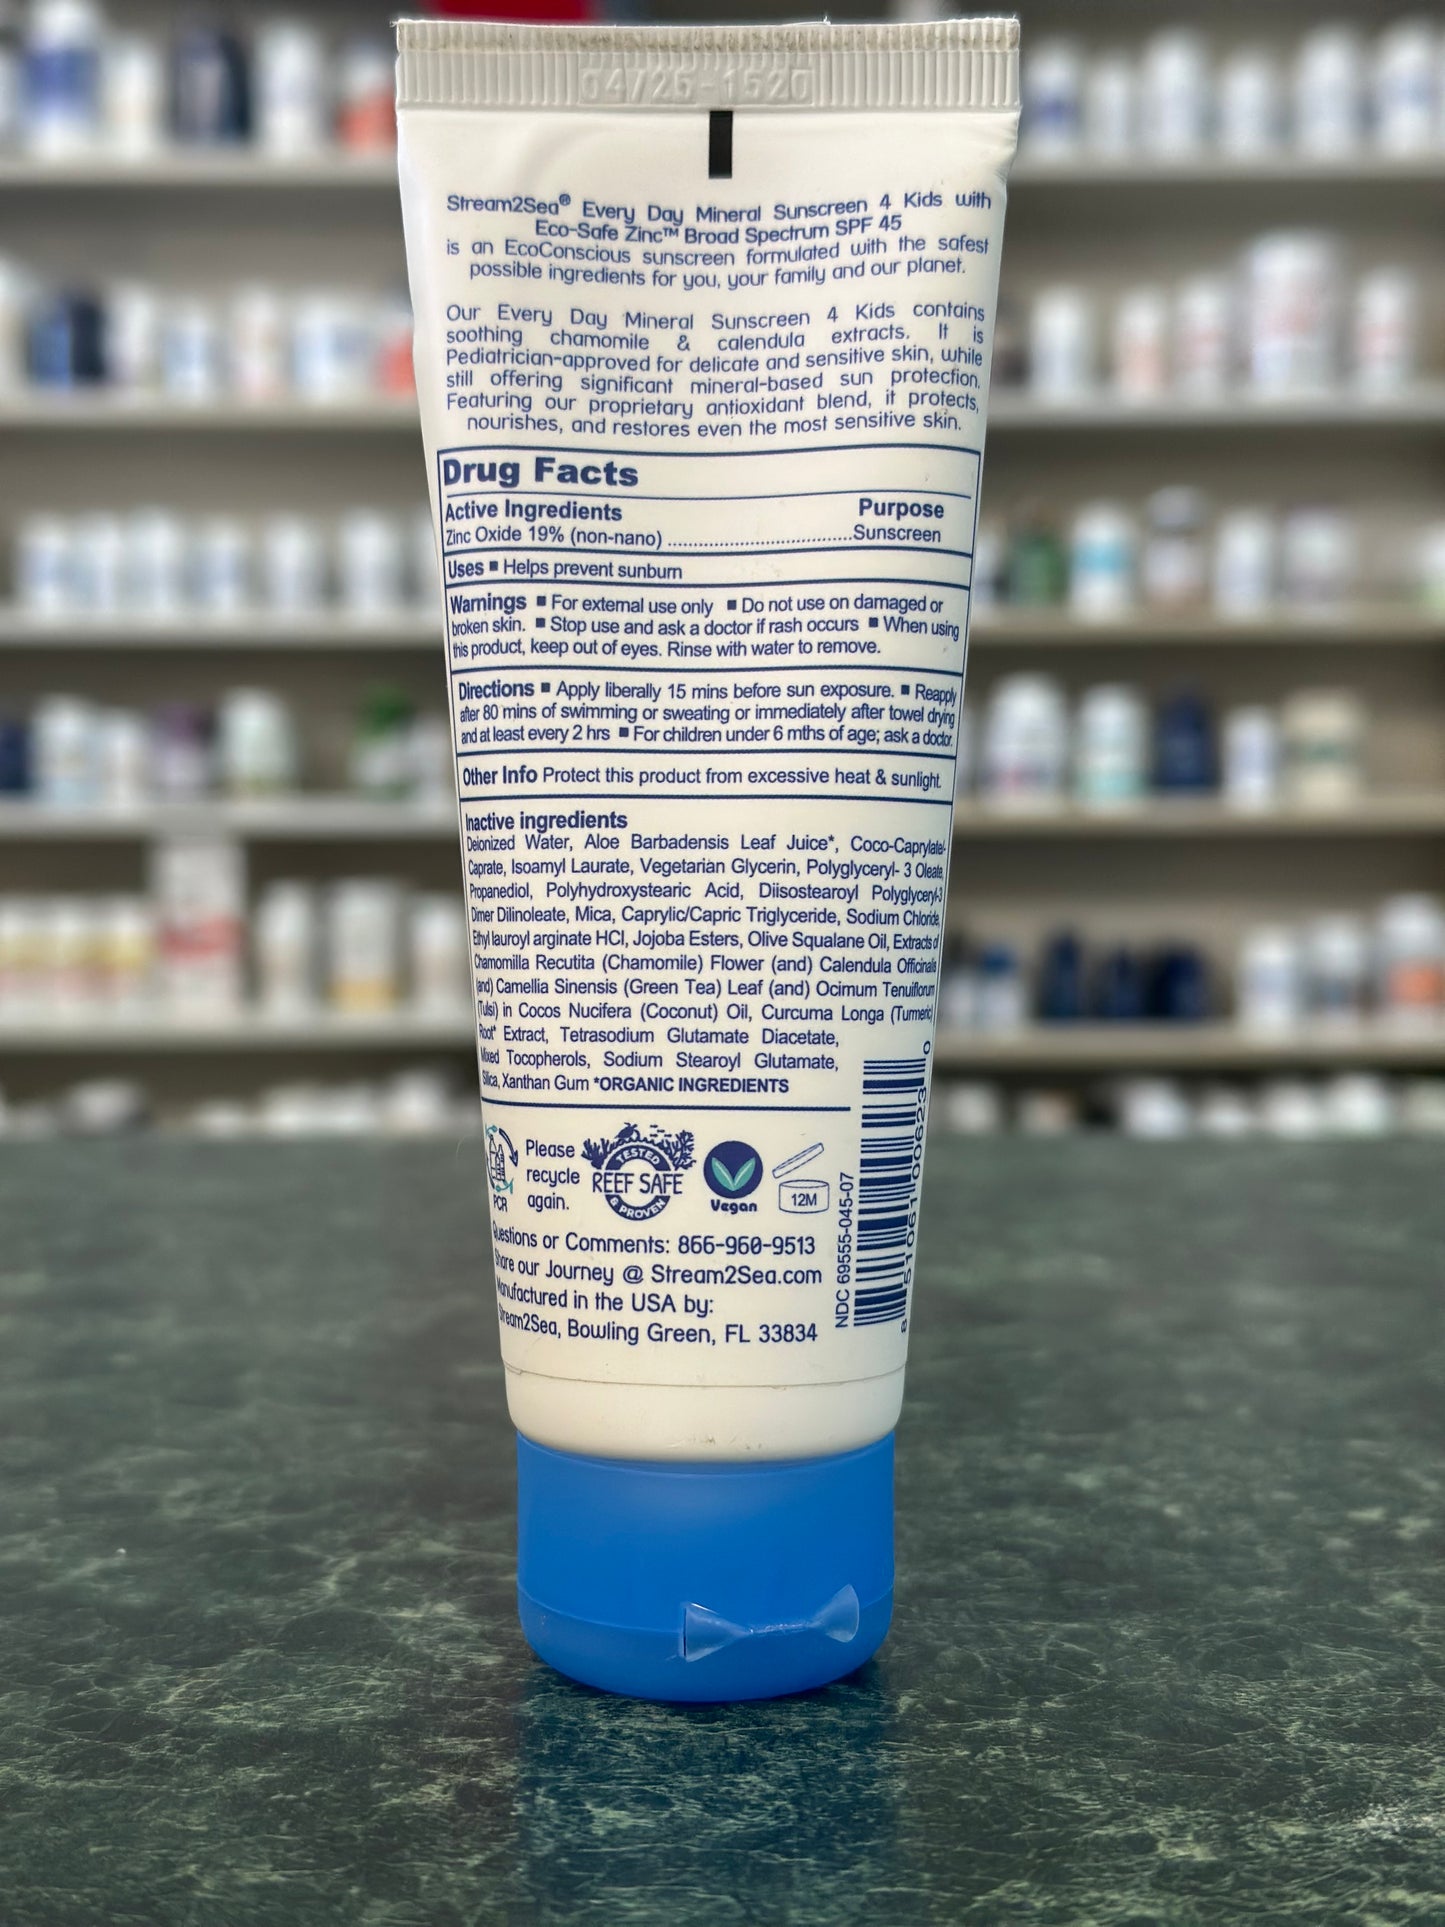 04/25-1520
Stream2Sea® Every Day Mineral Sunscreen 4 Kids with
Eco-Safe Zinc™ Broad Spectrum SPF 45
is an EcoConscious sunscreen formulated with the safest
possible ingredients for you, your family and our planet.
Our Every Day Mineral Sunscreen 4 Kids contains
soothing chamomile & calendula extracts. It is
Pediatrician-approved for delicate and sensitive skin, while
still offering significant mineral-based sun protection.
Featuring our proprietary antioxidant blend, it protects,
nourishes, and restores even the most sensitive skin.
Drug Facts
Active Ingredients Purpose
Zinc Oxide 19% (non-nano) ....................................Sunscreen
Uses ■ Helps prevent sunburn
Warnings ■ For external use only ■ Do not use on damaged or
broken skin. ■ Stop use and ask a doctor if rash occurs ■ When using
this product, keep out of eyes. Rinse with water to remove.
Directions ■ Apply liberally 15 mins before sun exposure. ■ Reapply
after 80 mins of swimming or sweating or immediately after towel drying
and at least every 2 hrs ■ For children under 6 mths of age; ask a doctor.
Other Info Protect this product from excessive heat & sunlight.
Inactive ingredients
Deionized Water, Aloe Barbadensis Leaf Juice*, Coco-Caprylate/-
Caprate, Isoamyl Laurate, Vegetarian Glycerin, Polyglyceryl- 3 Oleate,
Propanediol, Polyhydroxystearic Acid, Diisostearoyl Polyglyceryl-3
Dimer Dilinoleate, Mica, Caprylic/Capric Triglyceride, Sodium Chloride,
Ethyl lauroyl arginate HCl, Jojoba Esters, Olive Squalane Oil, Extracts of
Chamomilla Recutita (Chamomile) Flower (and) Calendula Officinalis
(and) Camellia Sinensis (Green Tea) Leaf (and) Ocimum Tenuiflorum
(Tulsi) in Cocos Nucifera (Coconut) Oil, Curcuma Longa (Turmeric)
Root* Extract, Tetrasodium Glutamate Diacetate,
Mixed Tocopherols, Sodium Stearoyl Glutamate,
Silica, Xanthan Gum *ORGANIC INGREDIENTS
PCR
Please
recycle
again.
TESTED
REEF SAFE
& PROVEN
Vegan
12M
Questions or Comments: 866-960-9513
Share our Journey @ Stream2Sea.com
Manufactured in the USA by:
Stream2Sea, Bowling Green, FL 33834
NDC 69555-045-07
8 51061 00623 0